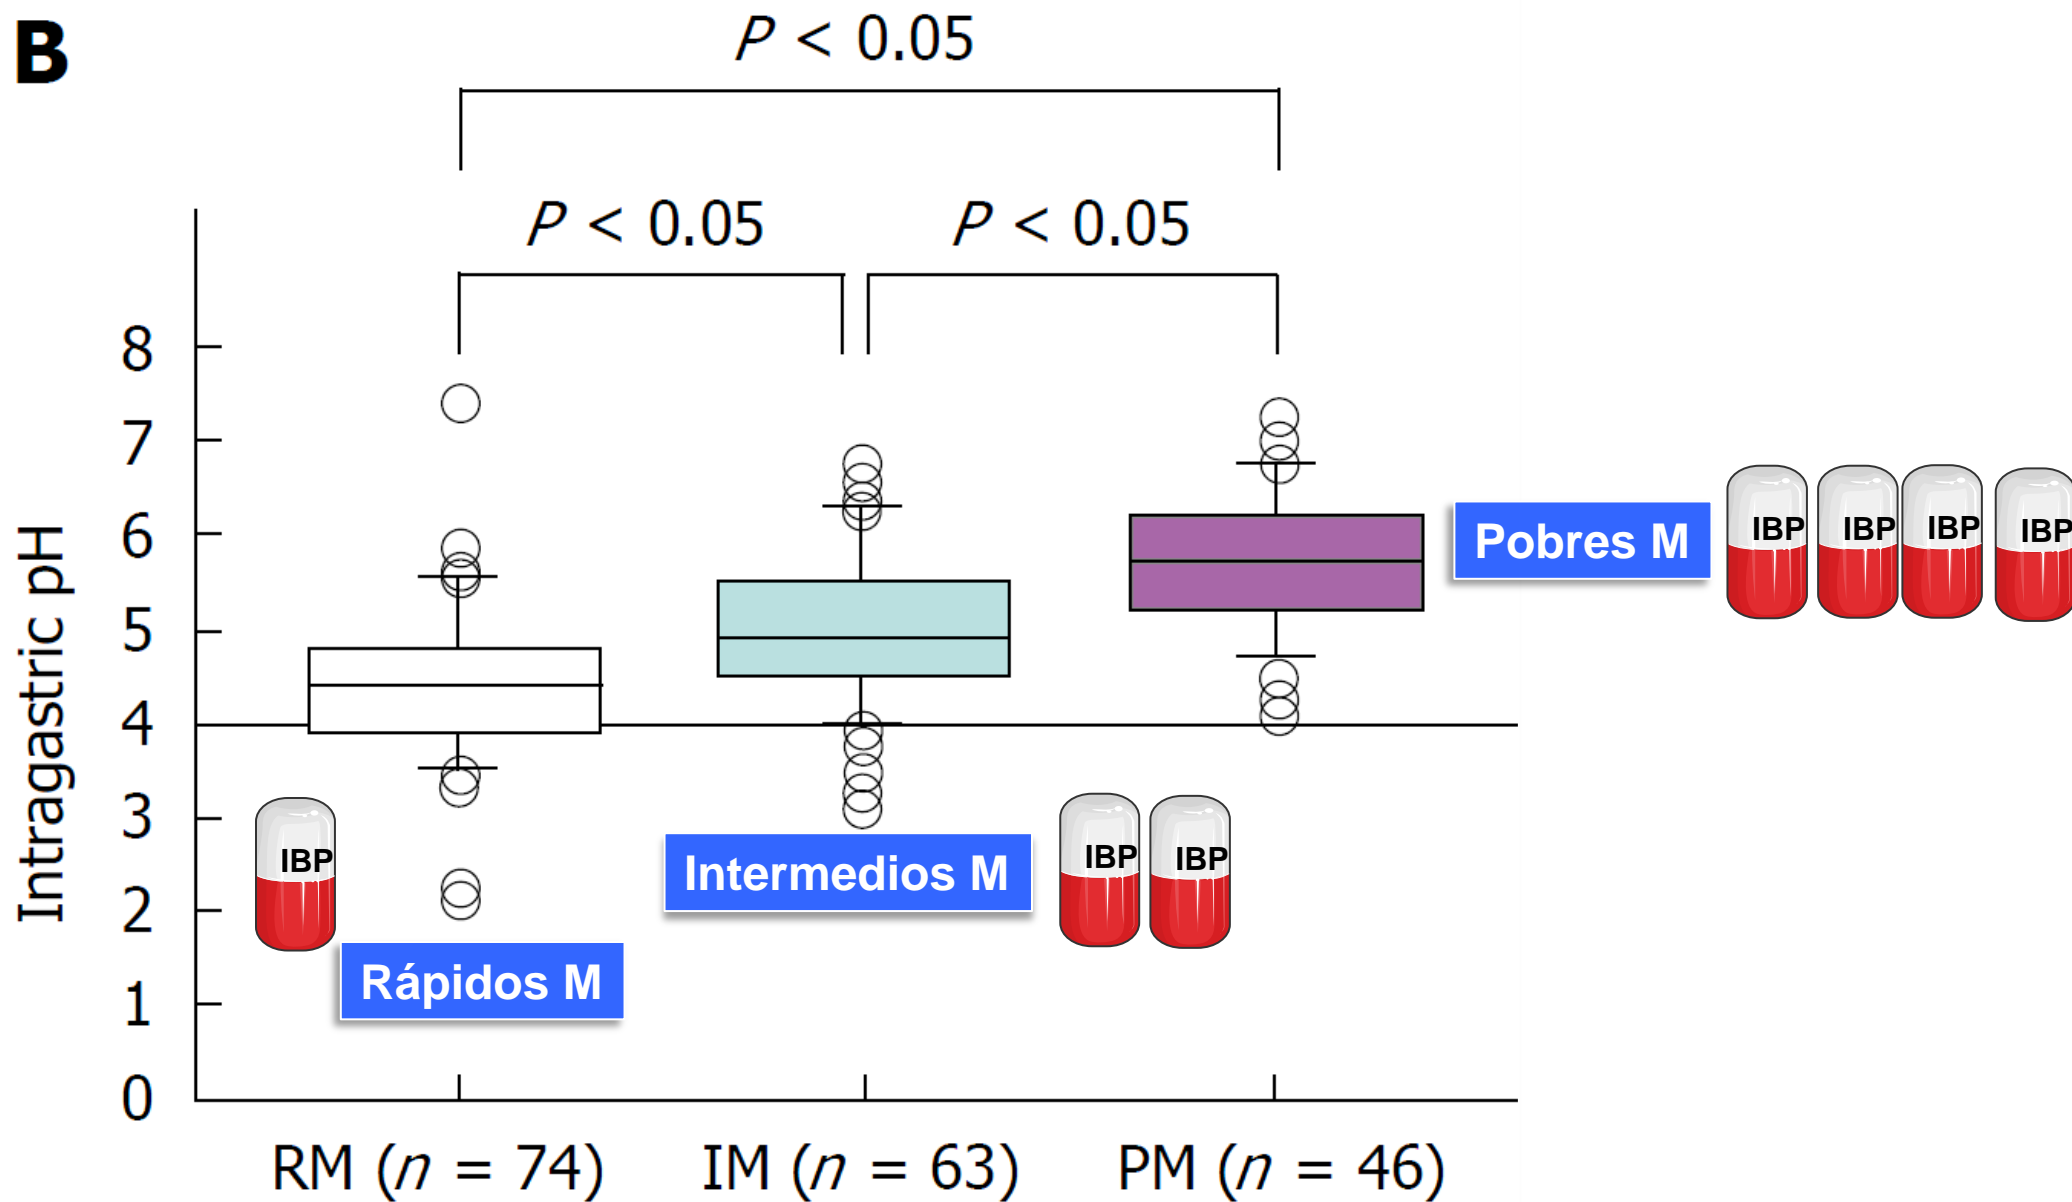 B
P < 0.05
P < 0.05
P < 0.05
8
7
6
5
4
3
2
1
0
Intragastric pH
Pobres M
IBP
IBP
IBP
IBP
IBP
Intermedios M
IBP
IBP
Rápidos M
RM (n = 74)
IM (n = 63)
PM (n = 46)